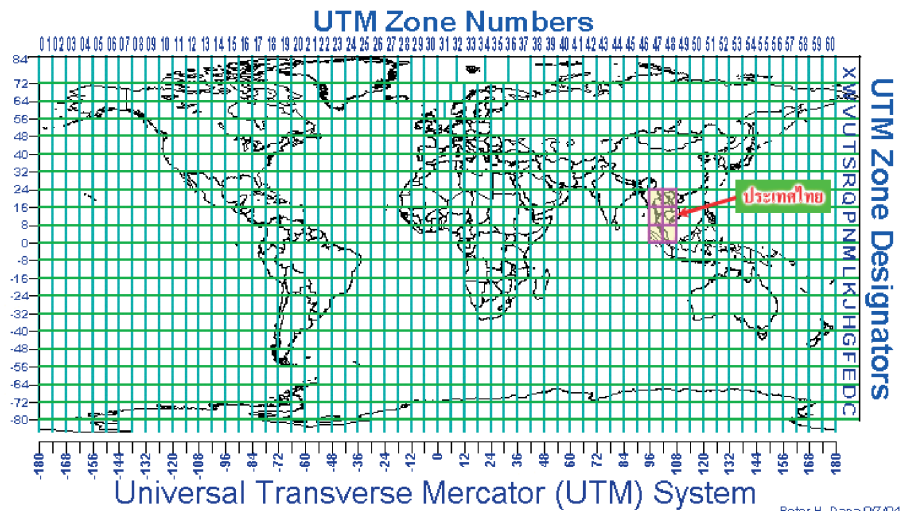 UTM Zone Numbers
01 02 03 04 05 06 07 08 09 10 11 12 13 14 15 16 17 18 19 20 21 22 23 24 25 26 27 28 29 30 31 32 33 34 35 36 37 38 39 40 41 42 43 44 45 46 47 48 49 50 51 52 53 54 55 56 57 58 59 60
84
72
64
56
48
40
32
24
16
8
0
-8
-16
-24
-32
-40
-48
-56
-64
-72
-80
X
W
V
U
T
S
R
Q
P
N
M
L
K
J
H
G
F
E
D
C
UTM Zone Designators
ประเทศไทย
-180 -168 -156 -144 -132 -120 -108 -96 -84 -72 -60 -48 -36 -24 -12 0 12 24 36 48 60 72 84 96 108 120 132 144 156 168 180
Universal Transverse Mercator (UTM) System
Peter H. Dana